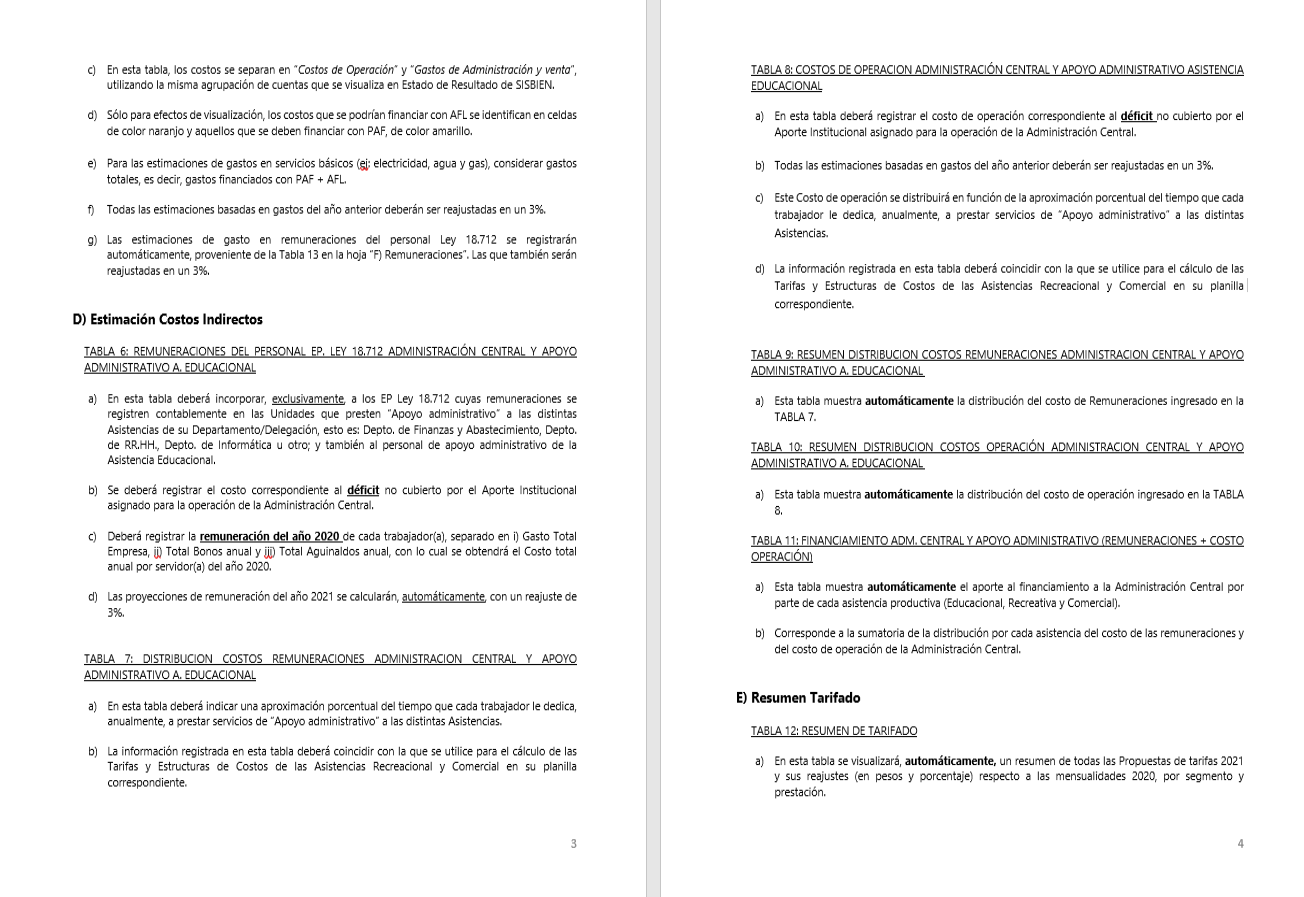 c) En esta tabla, los costos se separan en "Costos de Operación" y "Gastos de Administración y venta",
utilizando la misma agrupación de cuentas que se visualiza en Estado de Resultado de SISBIEN.
d) Sólo para efectos de visualización, los costos que se podrían financiar con AFL se identifican en celdas
de color naranjo y aquellos que se deben financiar con PAF, de color amarillo.
e) Para las estimaciones de gastos en servicios básicos (ej: electricidad, agua y gas), considerar gastos
totales, es decir, gastos financiados con PAF + AFL.
f) Todas las estimaciones basadas en gastos del año anterior deberán ser reajustadas en un 3%.
g) Las estimaciones de gasto en remuneraciones del personal Ley 18.712 se registrarán
automáticamente, proveniente de la Tabla 13 en la hoja "F) Remuneraciones". Las que también serán
reajustadas en un 3%.
D) Estimación Costos Indirectos
TABLA 6: REMUNERACIONES DEL PERSONAL EP. LEY 18.712 ADMINISTRACIÓN CENTRAL Y APOYO
ADMINISTRATIVO A. EDUCACIONAL
a) En esta tabla deberá incorporar, exclusivamente, a los EP Ley 18.712 cuyas remuneraciones se
registren contablemente en las Unidades que presten "Apoyo administrativo" a las distintas
Asistencias de su Departamento/Delegación, esto es: Depto. de Finanzas y Abastecimiento, Depto.
de RR.HH., Depto. de Informática u otro; y también al personal de apoyo administrativo de la
Asistencia Educacional.
b) Se deberá registrar el costo correspondiente al déficit no cubierto por el Aporte Institucional
asignado para la operación de la Administración Central.
c) Deberá registrar la remuneración del año 2020 de cada trabajador(a), separado en i) Gasto Total
Empresa, ii) Total Bonos anual y iii) Total Aguinaldos anual, con lo cual se obtendrá el Costo total
anual por servidor(a) del año 2020.
d) Las proyecciones de remuneración del año 2021 se calcularán, automáticamente, con un reajuste de
3%.
TABLA 7: DISTRIBUCION COSTOS REMUNERACIONES ADMINISTRACION CENTRAL Y APOYO
ADMINISTRATIVO A. EDUCACIONAL
a) En esta tabla deberá indicar una aproximación porcentual del tiempo que cada trabajador le dedica,
anualmente, a prestar servicios de "Apoyo administrativo" a las distintas Asistencias.
b) La información registrada en esta tabla deberá coincidir con la que se utilice para el cálculo de las
Tarifas y Estructuras de Costos de las Asistencias Recreacional y Comercial en su planilla
correspondiente.
3
TABLA 8: COSTOS DE OPERACION ADMINISTRACIÓN CENTRAL Y APOYO ADMINISTRATIVO ASISTENCIA
EDUCACIONAL
a) En esta tabla deberá registrar el costo de operación correspondiente al déficit no cubierto por el
Aporte Institucional asignado para la operación de la Administración Central.
b) Todas las estimaciones basadas en gastos del año anterior deberán ser reajustadas en un 3%.
c) Este Costo de operación se distribuirá en función de la aproximación porcentual del tiempo que cada
trabajador le dedica, anualmente, a prestar servicios de "Apoyo administrativo" a las distintas
Asistencias.
d) La información registrada en esta tabla deberá coincidir con la que se utilice para el cálculo de las
Tarifas y Estructuras de Costos de las Asistencias Recreacional y Comercial en su planilla
correspondiente.
TABLA 9: RESUMEN DISTRIBUCION COSTOS REMUNERACIONES ADMINISTRACION CENTRAL Y APOYO
ADMINISTRATIVO A. EDUCACIONAL
a) Esta tabla muestra automáticamente la distribución del costo de Remuneraciones ingresado en la
TABLA 7.
TABLA 10: RESUMEN DISTRIBUCION COSTOS OPERACIÓN ADMINISTRACION CENTRAL Y APOYO
ADMINISTRATIVO A. EDUCACIONAL
a) Esta tabla muestra automáticamente la distribución del costo de operación ingresado en la TABLA
8.
TABLA 11: FINANCIAMIENTO ADM. CENTRAL Y APOYO ADMINISTRATIVO (REMUNERACIONES + COSTO
OPERACIÓN)
a) Esta tabla muestra automáticamente el aporte al financiamiento a la Administración Central por
parte de cada asistencia productiva (Educacional, Recreativa y Comercial).
b) Corresponde a la sumatoria de la distribución por cada asistencia del costo de las remuneraciones y
del costo de operación de la Administración Central.
E) Resumen Tarifado
TABLA 12: RESUMEN DE TARIFADO
a) En esta tabla se visualizará, automáticamente, un resumen de todas las Propuestas de tarifas 2021
y sus reajustes (en pesos y porcentaje) respecto a las mensualidades 2020, por segmento y
prestación.
4